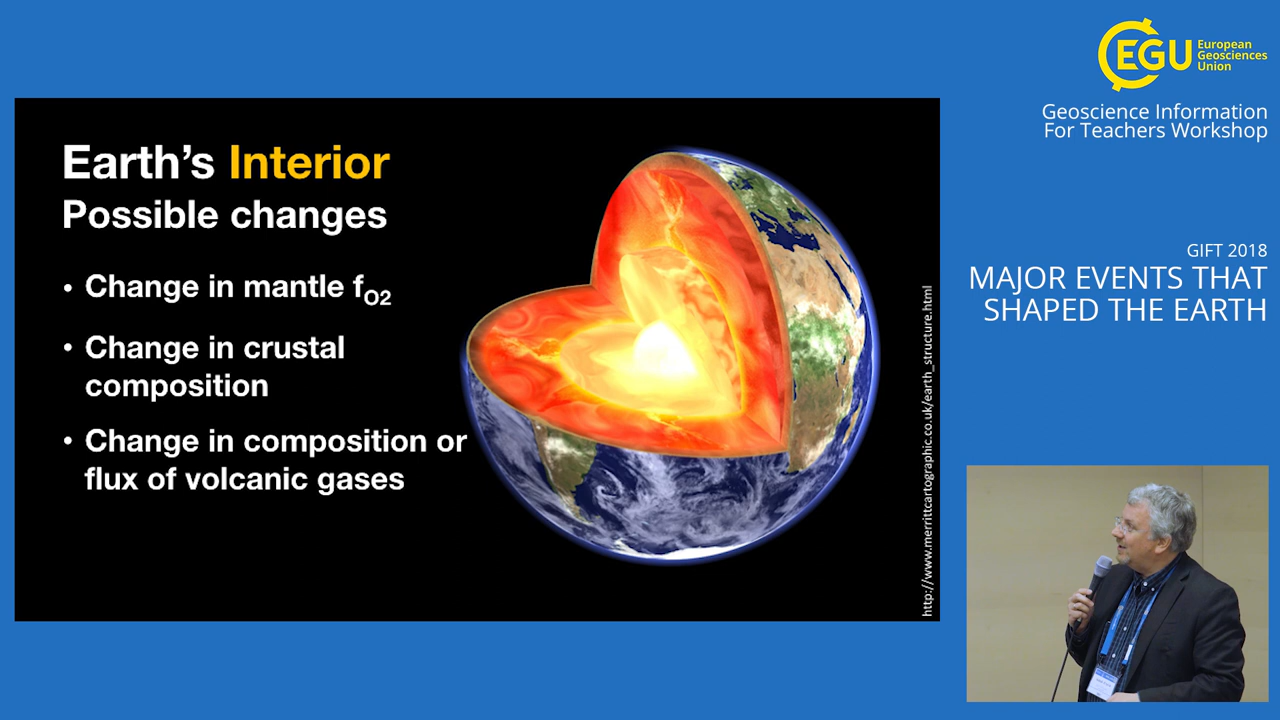 Earth's Interior
Possible changes
• Change in mantle fO2
• Change in crustal
composition
• Change in composition or
flux of volcanic gases
http://www.merrittcartographic.co.uk/earth_structure.html
EGU
European
Geosciences
Union
Geoscience Information
For Teachers Workshop
GIFT 2018
MAJOR EVENTS THAT
SHAPED THE EARTH